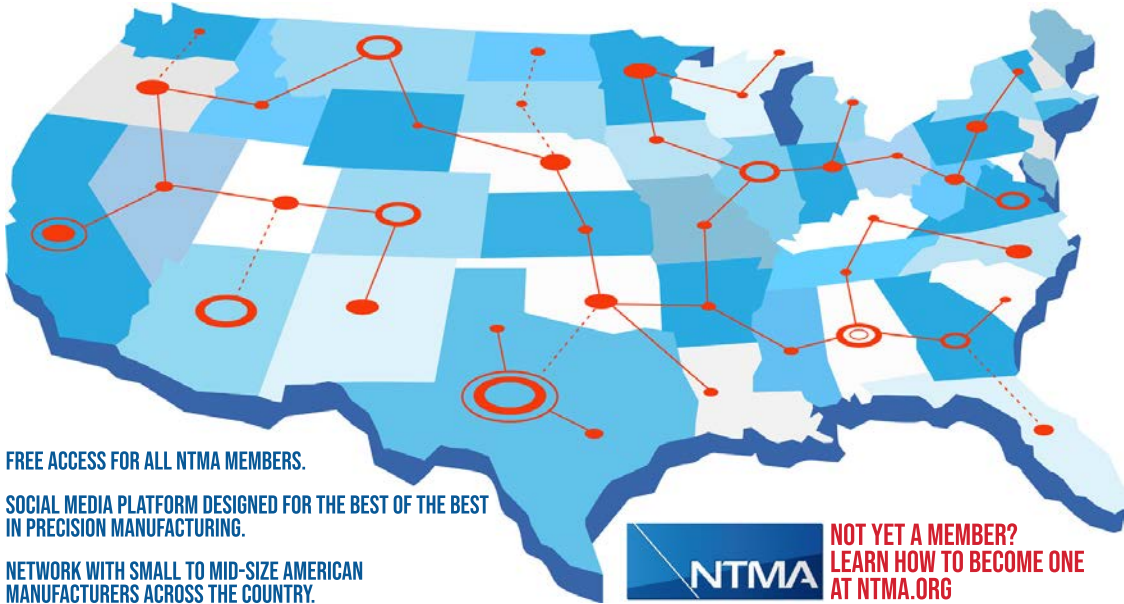 FREE ACCESS FOR ALL NTMA MEMBERS.
SOCIAL MEDIA PLATFORM DESIGNED FOR THE BEST OF THE BEST
IN PRECISION MANUFACTURING.
NETWORK WITH SMALL TO MID-SIZE AMERICAN
MANUFACTURERS ACROSS THE COUNTRY.
NTMA
NOT YET A MEMBER?
LEARN HOW TO BECOME ONE
AT NTMA.ORG